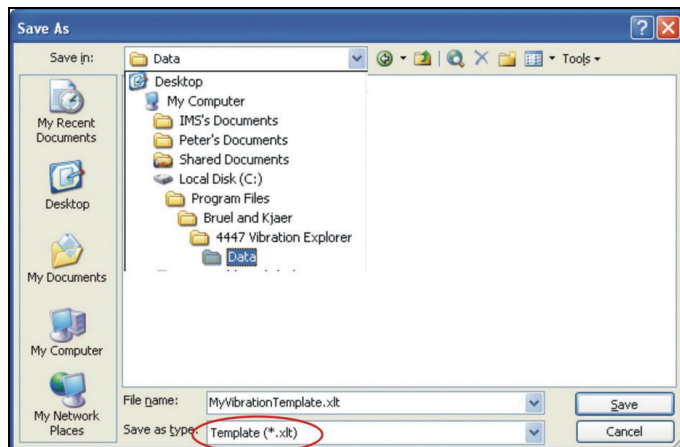 Save As
Save in:
Data
Tools
Desktop
My Computer
IMS's Documents
Peter's Documents
Shared Documents
Local Disk (C:)
Program Files
Bruel and Kjaer
4447 Vibration Explorer
Data
My Recent
Documents
Desktop
My Documents
My Computer
My Network
Places
File name:
MyVibrationTemplate.xlt
Save
Save as type:
Template (*.xlt)
Cancel